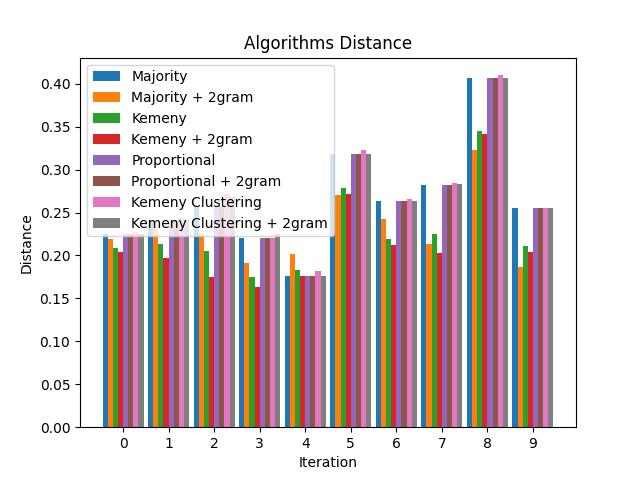 Algorithms Distance
Majority
Majority + 2gram
Kemeny
Kemeny + 2gram
Proportional
Proportional + 2gram
Kemeny Clustering
Kemeny Clustering + 2gram
0.40
0.35
0.30
0.25
0.20
0.15
0.10
0.05
0.00
Distance
0 1 2 3 4 5 6 7 8 9
Iteration